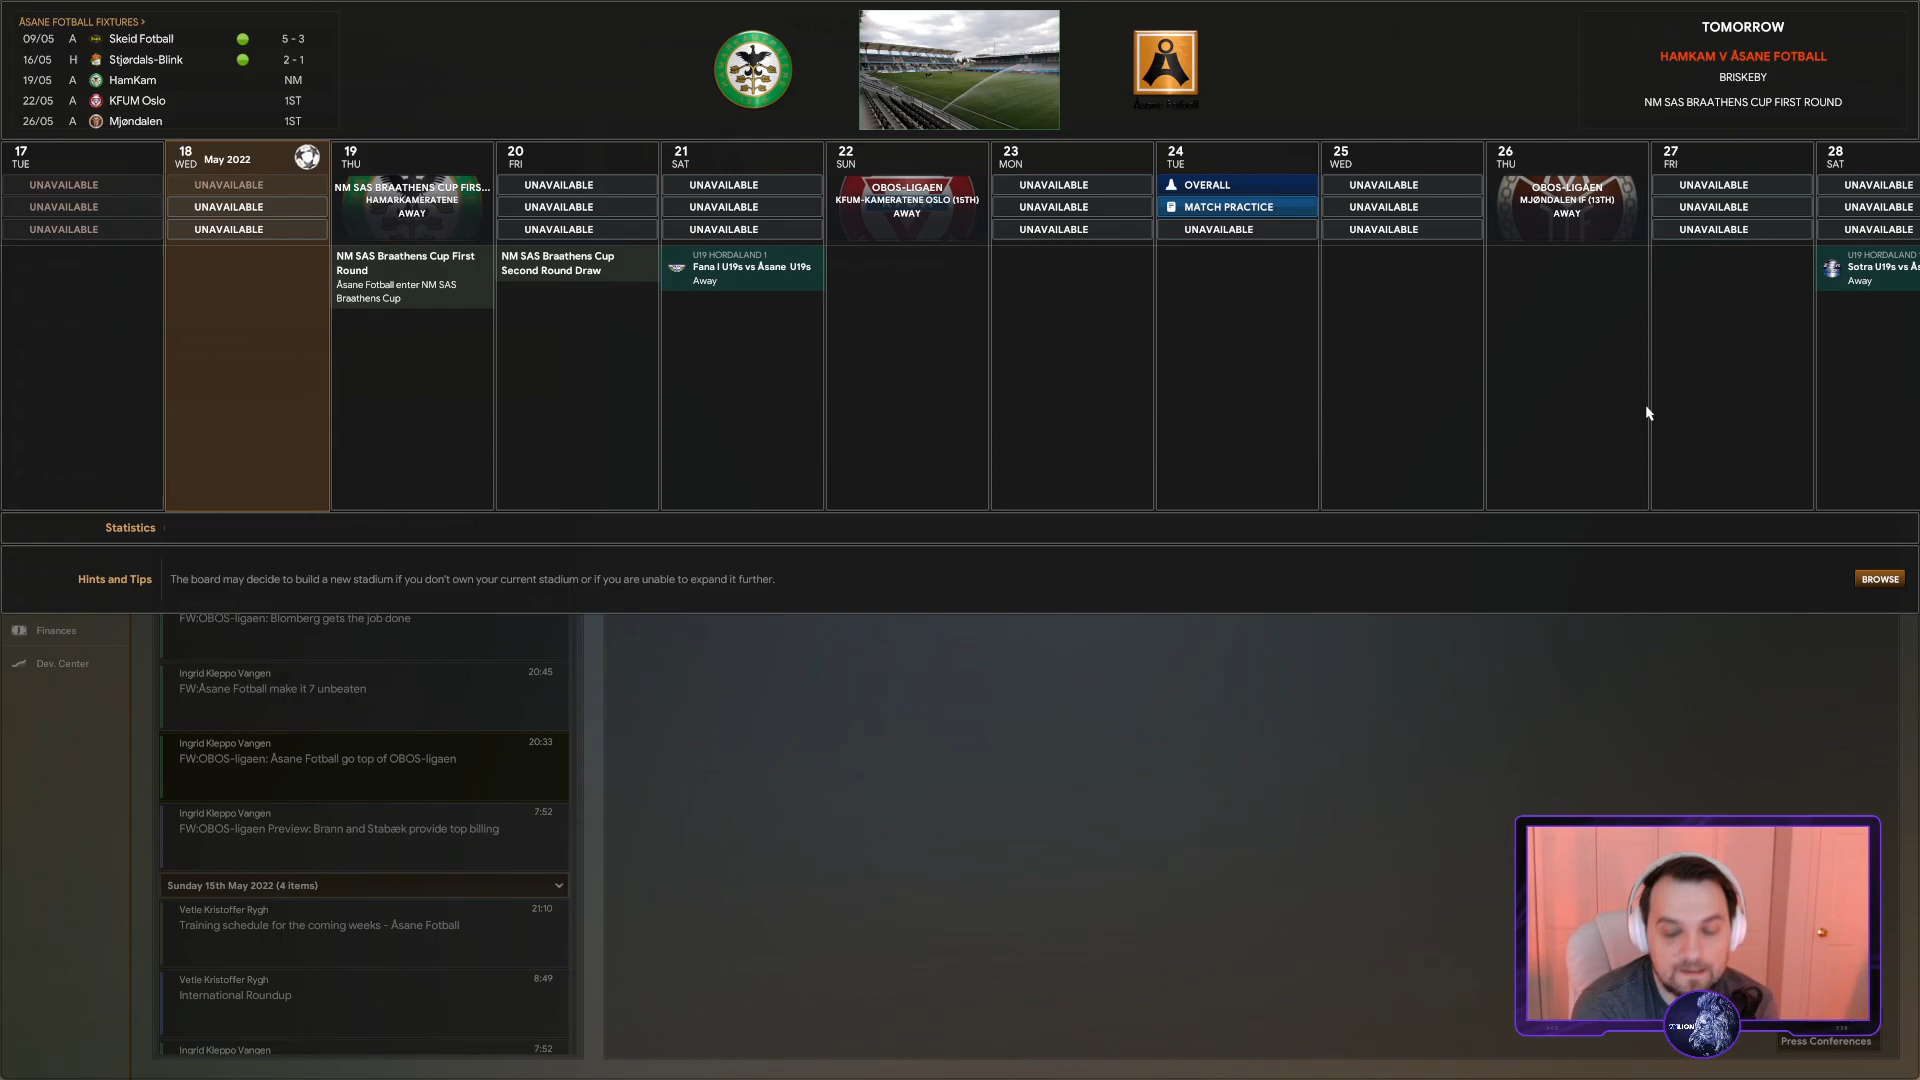 ÅSANE FOTBALL FIXTURES >
09/05 A Skeid Fotball 5 - 3
16/05 H Stjørdals-Blink 2 - 1
19/05 A HamKam NM
22/05 A KFUM Oslo 1ST
26/05 A Mjøndalen 1ST
Åsane Fotball
TOMORROW
HAMKAM V ÅSANE FOTBALL
BRISKEBY
NM SAS BRAATHENS CUP FIRST ROUND
17
TUE
UNAVAILABLE
UNAVAILABLE
UNAVAILABLE
18
WED May 2022
UNAVAILABLE
UNAVAILABLE
UNAVAILABLE
19
THU
NM SAS BRAATHENS CUP FIRS...
HAMARKAMERATENE
AWAY
NM SAS Braathens Cup First
Round
Åsane Fotball enter NM SAS
Braathens Cup
20
FRI
UNAVAILABLE
UNAVAILABLE
UNAVAILABLE
NM SAS Braathens Cup
Second Round Draw
21
SAT
UNAVAILABLE
UNAVAILABLE
UNAVAILABLE
U19 HORDALAND 1
Fana I U19s vs Åsane U19s
Away
22
SUN
OBOS-LIGAEN
KFUM-KAMERATENE OSLO (15TH)
AWAY
23
MON
UNAVAILABLE
UNAVAILABLE
UNAVAILABLE
24
TUE
OVERALL
MATCH PRACTICE
UNAVAILABLE
25
WED
UNAVAILABLE
UNAVAILABLE
UNAVAILABLE
26
THU
OBOS-LIGAEN
MJØNDALEN IF (13TH)
AWAY
27
FRI
UNAVAILABLE
UNAVAILABLE
UNAVAILABLE
28
SAT
UNAVAILABLE
UNAVAILABLE
UNAVAILABLE
U19 HORDALAND
Sotra U19s vs Ås
Away
Statistics
Hints and Tips The board may decide to build a new stadium if you don't own your current stadium or if you are unable to expand it further.
BROWSE
Finances
Dev. Center
FW:OBOS-ligaen: Blomberg gets the job done
Ingrid Kleppo Vangen 20:45
FW:Åsane Fotball make it 7 unbeaten
Ingrid Kleppo Vangen 20:33
FW:OBOS-ligaen: Åsane Fotball go top of OBOS-ligaen
Ingrid Kleppo Vangen 7:52
FW:OBOS-ligaen Preview: Brann and Stabæk provide top billing
Sunday 15th May 2022 (4 items)
Vetle Kristoffer Rygh 21:10
Training schedule for the coming weeks - Åsane Fotball
Vetle Kristoffer Rygh 8:49
International Roundup
Ingrid Kleppo Vangen 7:52
Press Conferences